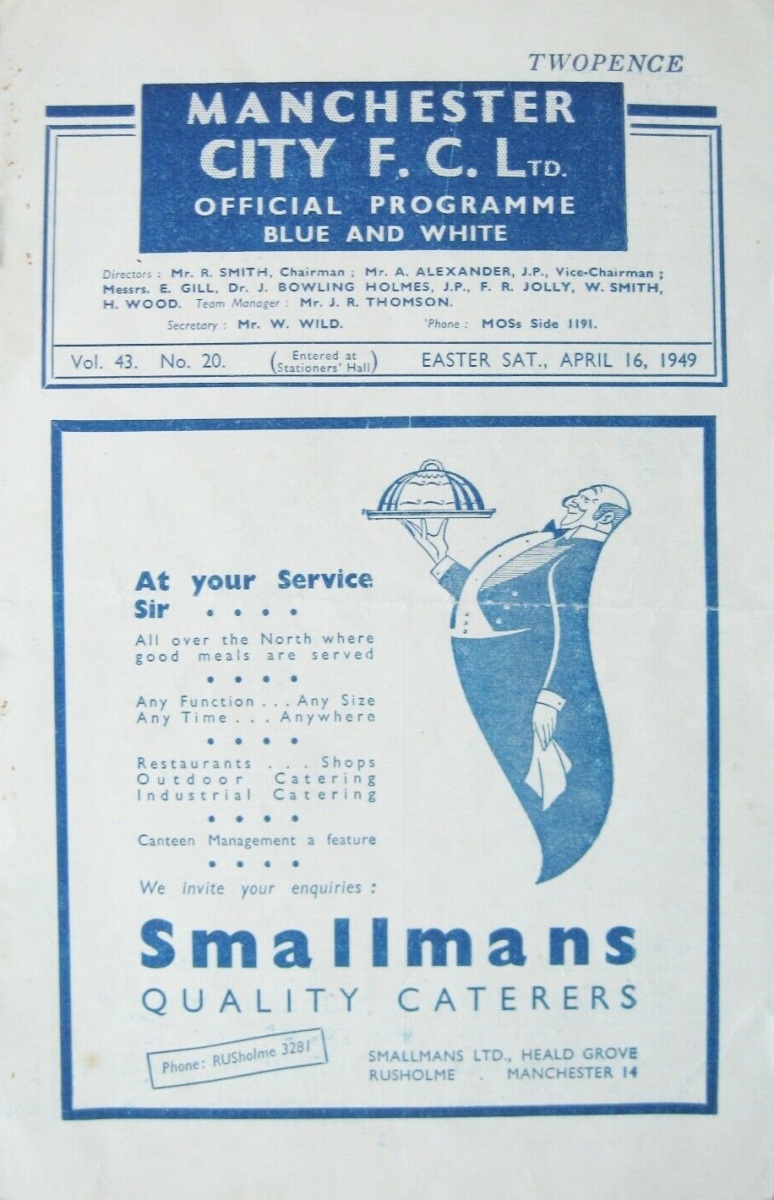 TWOPENCE
MANCHESTER
CITY F. C. LTD.
OFFICIAL PROGRAMME
BLUE AND WHITE
Directors : Mr. R. SMITH, Chairman ; Mr. A. ALEXANDER, J.P., Vice-Chairman ;
Messrs. E. GILL, Dr. J. BOWLING HOLMES, J.P., F. R. JOLLY, W. SMITH,
H. WOOD. Team Manager : Mr. J. R. THOMSON.
Secretary : Mr. W. WILD. 'Phone : MOSs Side 1191.
Vol. 43. No. 20. (Entered at Stationers' Hall) EASTER SAT., APRIL 16, 1949
At your Service
Sir . . . .
All over the North where
good meals are served
. . . .
Any Function . . . Any Size
Any Time . . . Anywhere
. . . .
Restaurants . . . Shops
Outdoor Catering
Industrial Catering
. . . .
Canteen Management a feature
. . . .
We invite your enquiries :
Smallmans
QUALITY CATERERS
Phone: RUSholme 3281
SMALLMANS LTD., HEALD GROVE
RUSHOLME . MANCHESTER 14